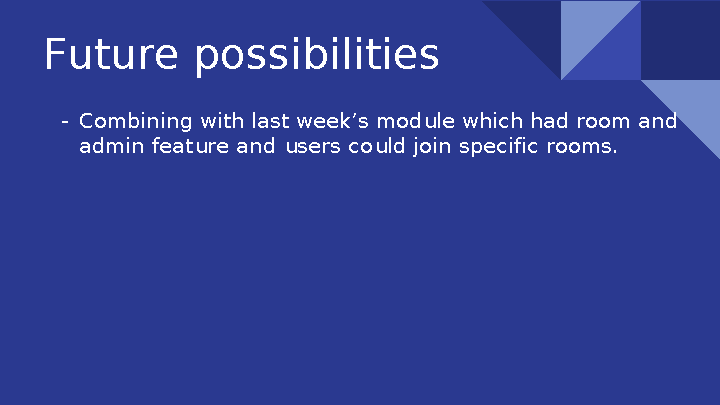 Future possibilities
- Combining with last week’s module which had room and
admin feature and users could join specific rooms.